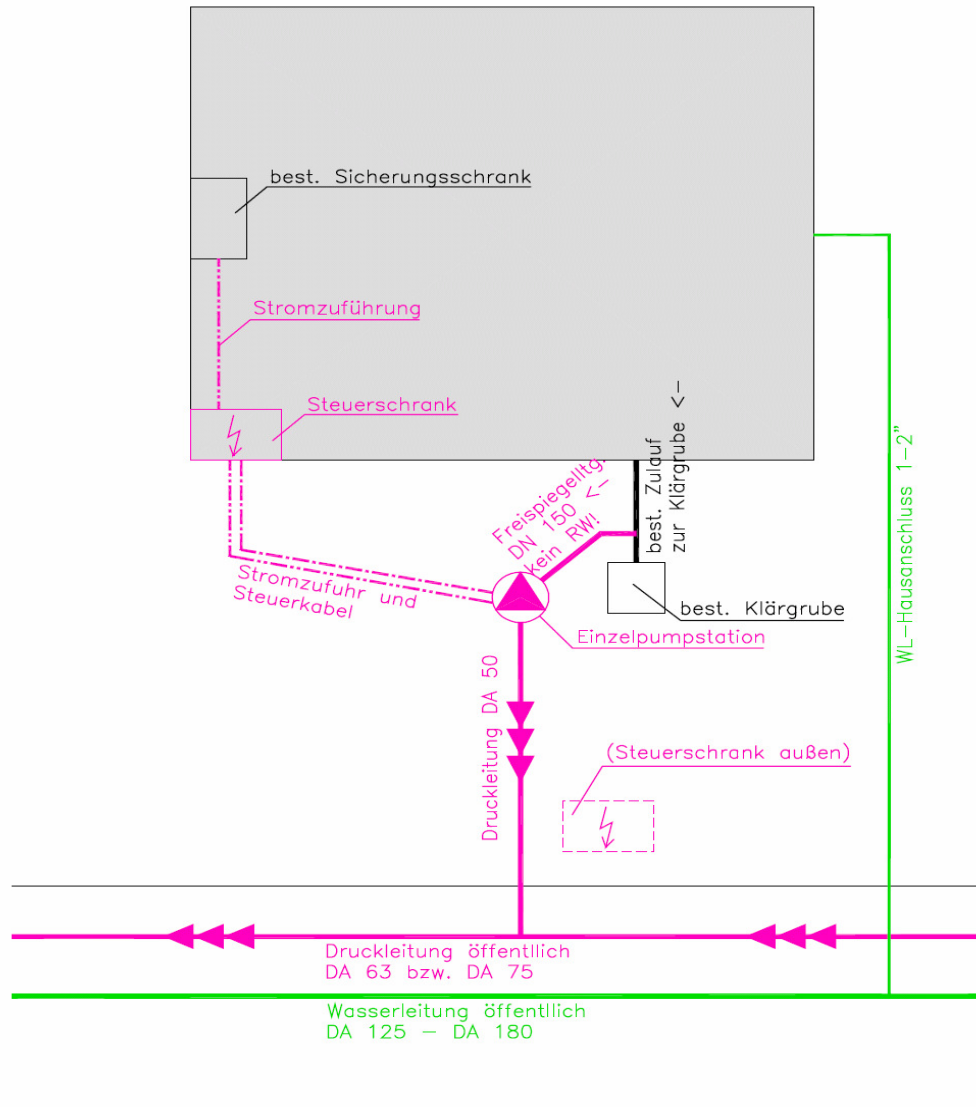 best. Sicherungsschrank
Stromzuführung
Steuerschrank
best. Zulauf
zur Klärgrube <-
Freispiegelltg.
DN 150 <-
kein RW!
WL-Hausanschluss 1-2"
Stromzufuhr und
Steuerkabel
best. Klärgrube
Einzelpumpstation
Druckleitung DA 50
(Steuerschrank außen)
Druckleitung öffentllich
DA 63 bzw. DA 75
Wasserleitung öffentllich
DA 125 – DA 180